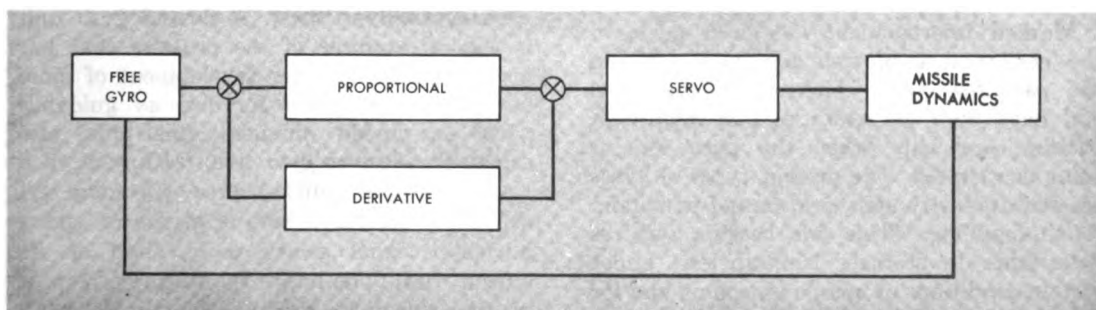 FREE
GYRO
PROPORTIONAL
SERVO
MISSILE
DYNAMICS
DERIVATIVE